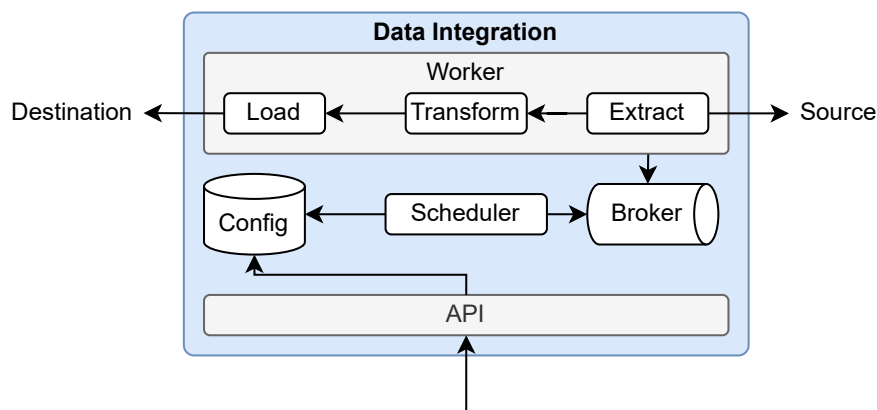 Data Integration
Worker
Destination
Load
Transform
Extract
Source
Config
Scheduler
Broker
API